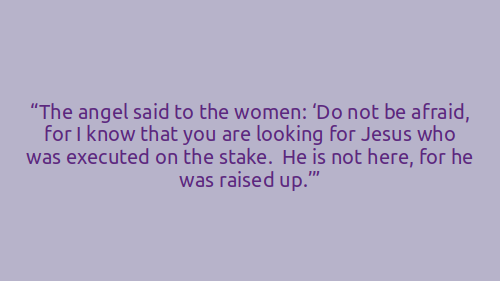 “The angel said to the women: ‘Do not be afraid,
for I know that you are looking for Jesus who
was executed on the stake.  He is not here, for he
was raised up.’”